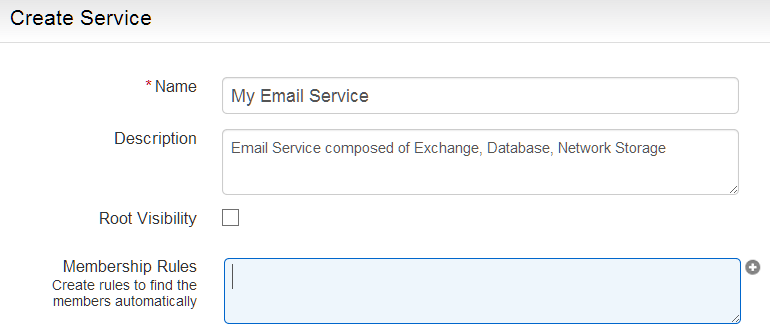 Create Service
* Name
My Email Service
Description
Email Service composed of Exchange, Database, Network Storage
Root Visibility
Membership Rules
Create rules to find the
members automatically